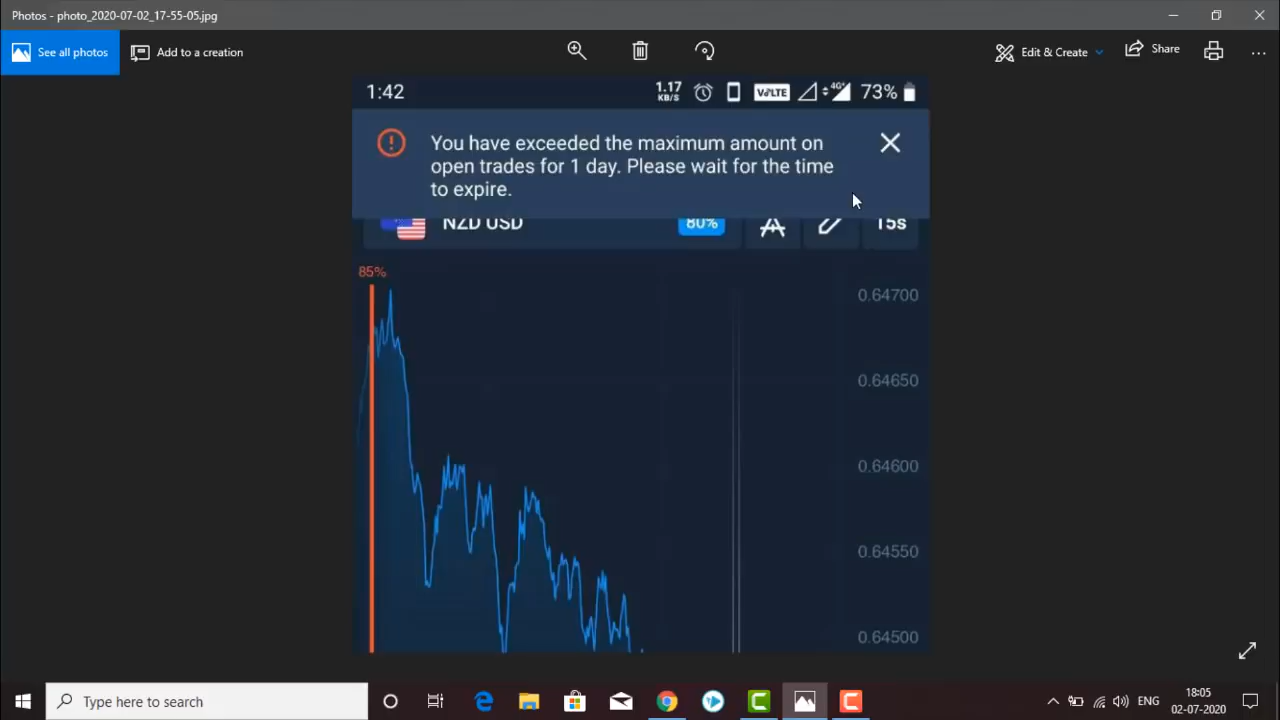 Photos - photo_2020-07-02_17-55-05.jpg
See all photos
Add to a creation
Edit & Create
Share
1:42
1.17
KB/S
VoLTE
4G+
73%
You have exceeded the maximum amount on
open trades for 1 day. Please wait for the time
to expire.
NZD USD
80%
15s
85%
0.64700
0.64650
0.64600
0.64550
0.64500
Type here to search
ENG
18:05
02-07-2020